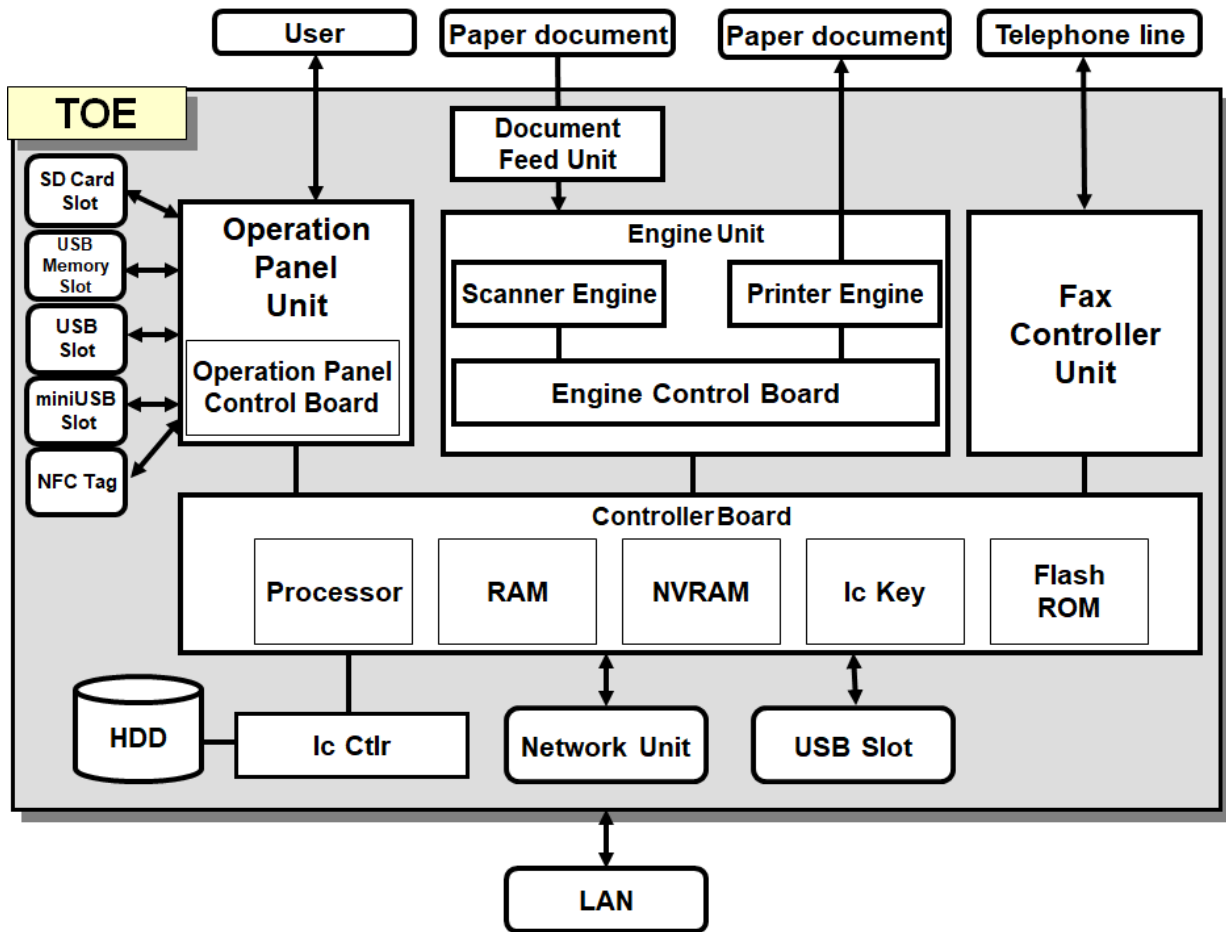 User
Paper document
Paper document
Telephone line
TOE
Document
Feed Unit
SD Card
Slot
USB
Memory
Slot
USB
Slot
miniUSB
Slot
NFC Tag
Operation
Panel
Unit
Operation Panel
Control Board
Engine Unit
Scanner Engine
Printer Engine
Engine Control Board
Fax
Controller
Unit
Controller Board
Processor
RAM
NVRAM
Ic Key
Flash
ROM
HDD
Ic Ctlr
Network Unit
USB Slot
LAN